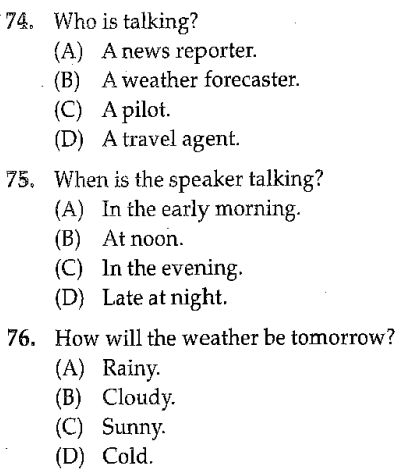 74. Who is talking?
(A) A news reporter.
(B) A weather forecaster.
(C) A pilot.
(D) A travel agent.
75. When is the speaker talking?
(A) In the early morning.
(B) At noon.
(C) In the evening.
(D) Late at night.
76. How will the weather be tomorrow?
(A) Rainy.
(B) Cloudy.
(C) Sunny.
(D) Cold.